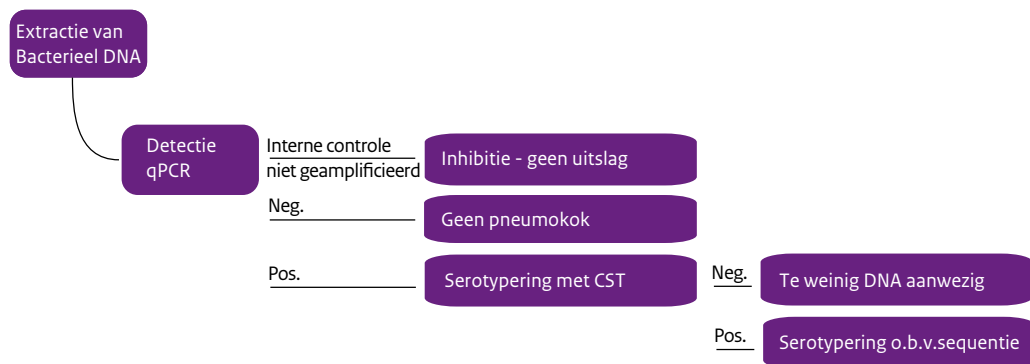 Extractie van
Bacterieel DNA
Detectie
qPCR
Interne controle
niet geamplificieerd
Inhibitie - geen uitslag
Neg.
Geen pneumokok
Pos.
Serotypering met CST
Neg.
Te weinig DNA aanwezig
Pos.
Serotypering o.b.v.sequentie